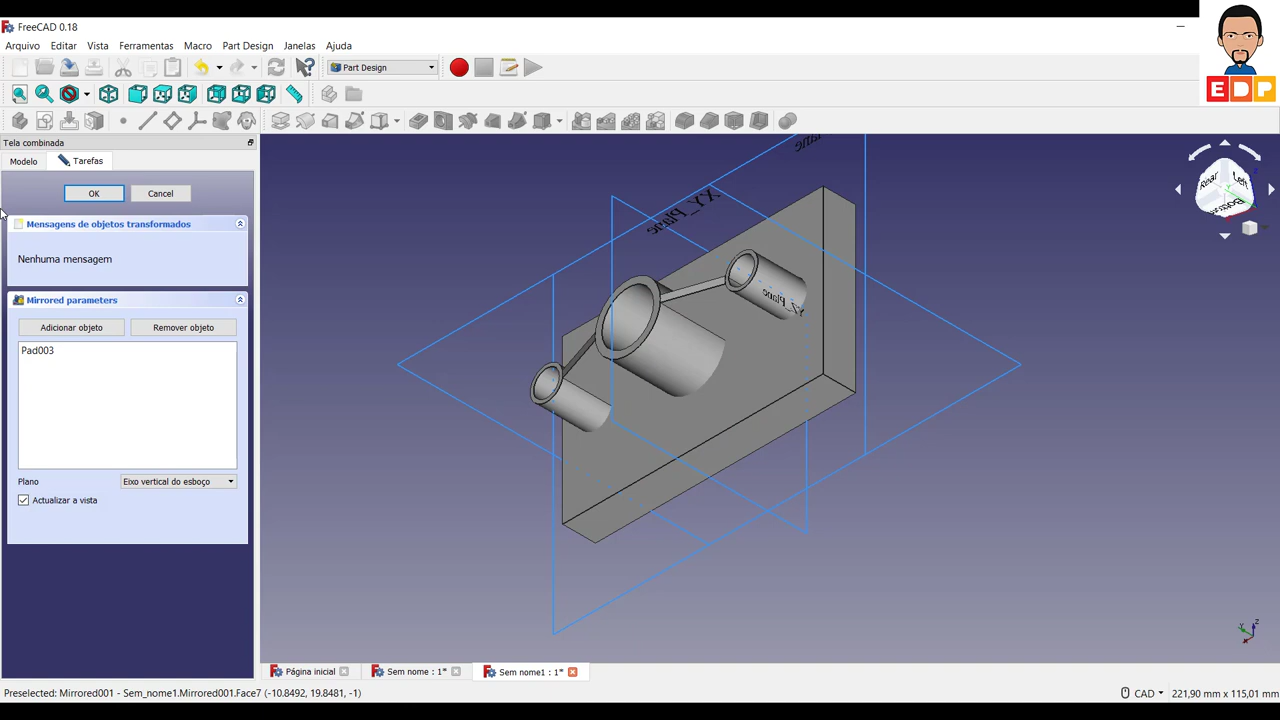 FreeCAD 0.18
Arquivo Editar Vista Ferramentas Macro Part Design Janelas Ajuda
Part Design
EDP
Tela combinada
Modelo Tarefas
OK Cancel
Mensagens de objetos transformados
Nenhuma mensagem
Mirrored parameters
Adicionar objeto Remover objeto
Pad003
Plano Eixo vertical do esboço
Actualizar a vista
XY_Plane
YZ_Plane
Rear Left
Página inicial Sem nome : 1* Sem nome1 : 1*
Preselected: Mirrored001 - Sem_nome1.Mirrored001.Face7 (-10.8492, 19.8481, -1) CAD 221,90 mm x 115,01 mm